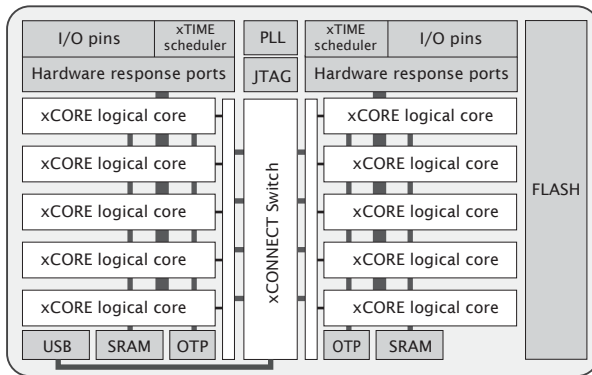 I/O pins
xTIME scheduler
PLL
xTIME scheduler
I/O pins
Hardware response ports
JTAG
Hardware response ports
xCORE logical core
xCORE logical core
xCORE logical core
xCORE logical core
xCORE logical core
xCONNECT Switch
xCORE logical core
xCORE logical core
xCORE logical core
xCORE logical core
xCORE logical core
FLASH
USB
SRAM
OTP
OTP
SRAM